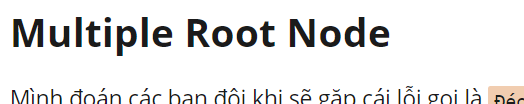 Multiple Root Node
Mình đoán các bạn đôi khi sẽ gặp cái lỗi gọi là